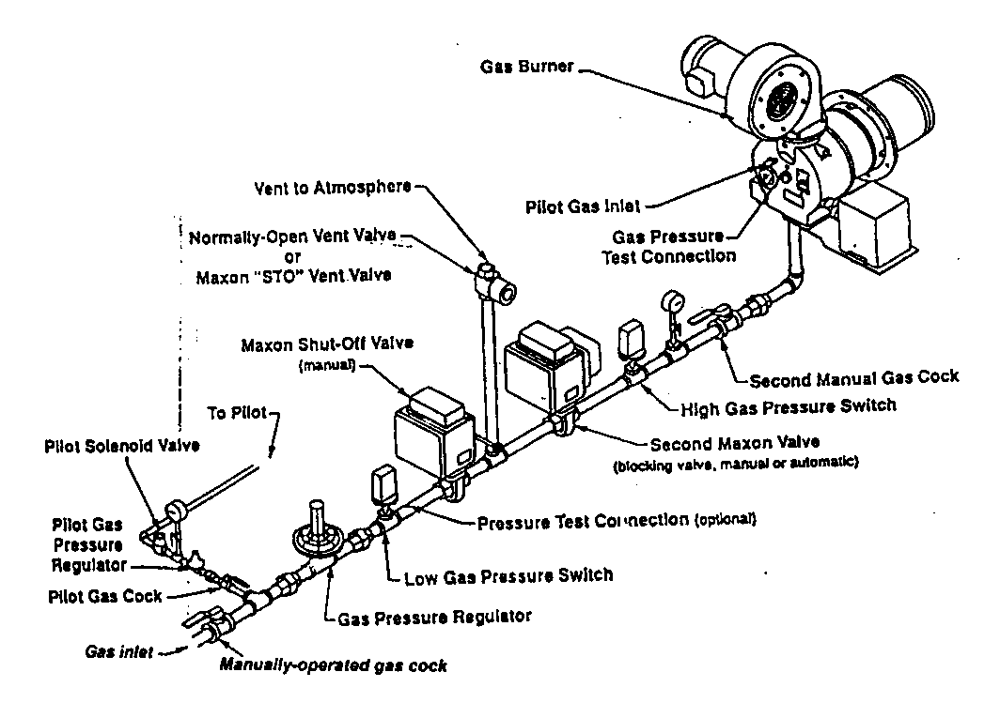 Gas Burner
Vent to Atmosphere
Pilot Gas Inlet
Normally-Open Vent Valve
or
Maxon "STO" Vent Valve
Gas Pressure
Test Connection
Maxon Shut-Off Valve
(manual)
Second Manual Gas Cock
To Pilot
High Gas Pressure Switch
Pilot Solenoid Valve
Second Maxon Valve
(blocking valve, manual or automatic)
Pilot Gas
Pressure
Regulator
Pressure Test Connection (optional)
Low Gas Pressure Switch
Pilot Gas Cock
Gas Pressure Regulator
Gas inlet
Manually-operated gas cock